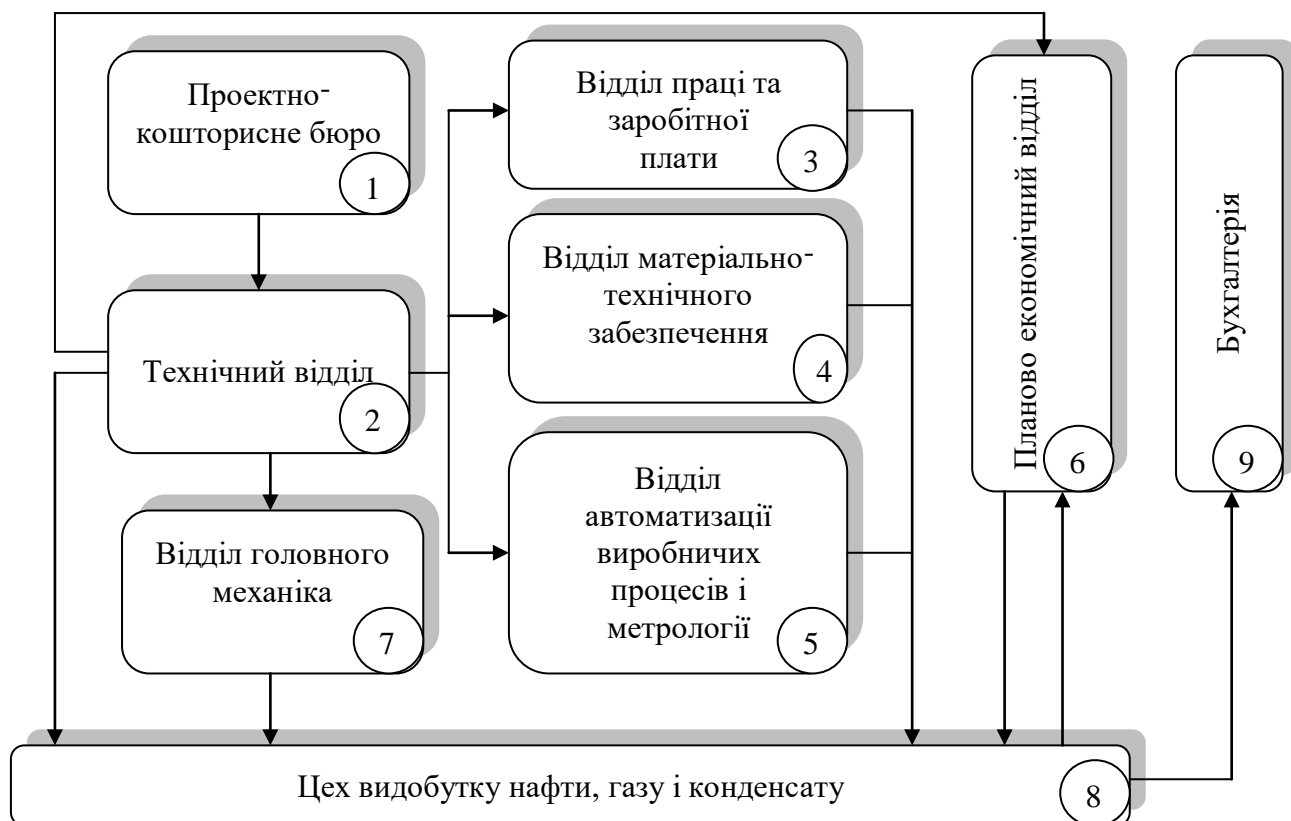 Проектно-
кошторисне бюро
1
Технічний відділ
2
Відділ праці та
заробітної
плати
3
Відділ матеріально-
технічного
забезпечення
4
Відділ
автоматизації
виробничих
процесів і
метрології
5
Планово економічний відділ
6
Відділ головного
механіка
7
Цех видобутку нафти, газу і конденсату
8
Бухгалтерія
9